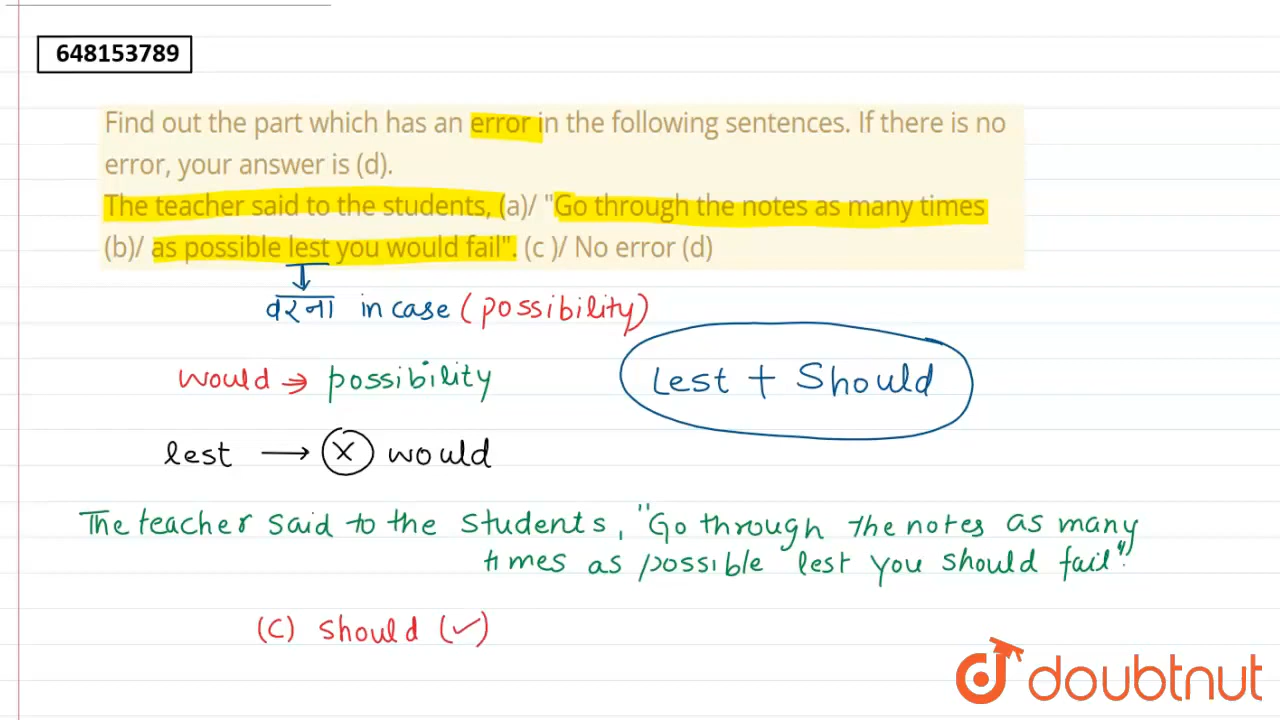 648153789
Find out the part which has an error in the following sentences. If there is no
error, your answer is (d).
The teacher said to the students, (a)/ "Go through the notes as many times
(b)/ as possible lest you would fail". (c )/ No error (d)
वरना in case (possibility)
would → possibility
Lest + Should
lest → X would
The teacher said to the students, "Go through the notes as many
times as possible lest you should fail".
(C) should (✓)
doubtnut